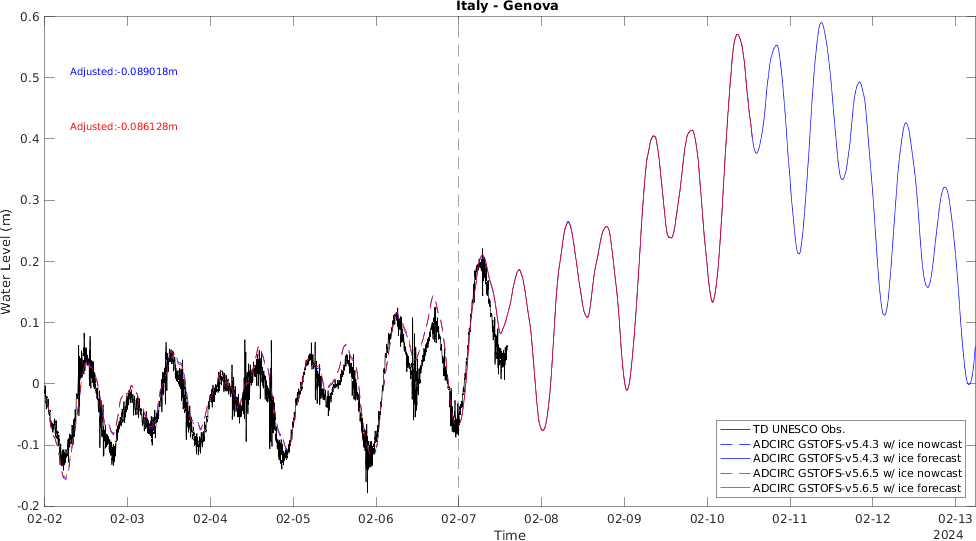 Italy - Genova
Adjusted:-0.089018m
Adjusted:-0.086128m
Water Level (m)
0.6
0.5
0.4
0.3
0.2
0.1
0
-0.1
-0.2
TD UNESCO Obs.
ADCIRC GSTOFS-v5.4.3 w/ ice nowcast
ADCIRC GSTOFS-v5.4.3 w/ ice forecast
ADCIRC GSTOFS-v5.6.5 w/ ice nowcast
ADCIRC GSTOFS-v5.6.5 w/ ice forecast
02-02 02-03 02-04 02-05 02-06 02-07 02-08 02-09 02-10 02-11 02-12 02-13
Time
2024